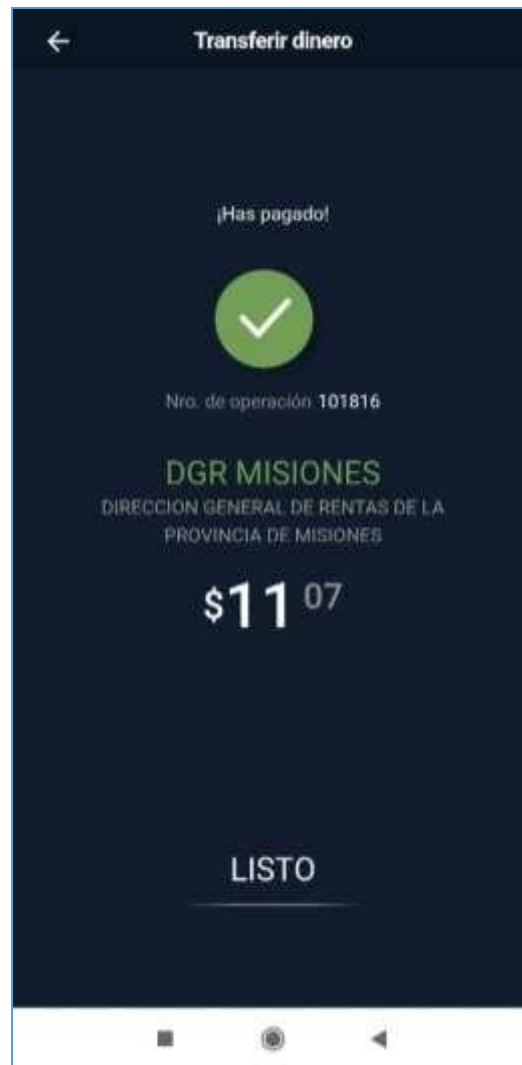 Transferir dinero
¡Has pagado!
Nro. de operación 101816
DGR MISIONES
DIRECCION GENERAL DE RENTAS DE LA
PROVINCIA DE MISIONES
$11 07
LISTO